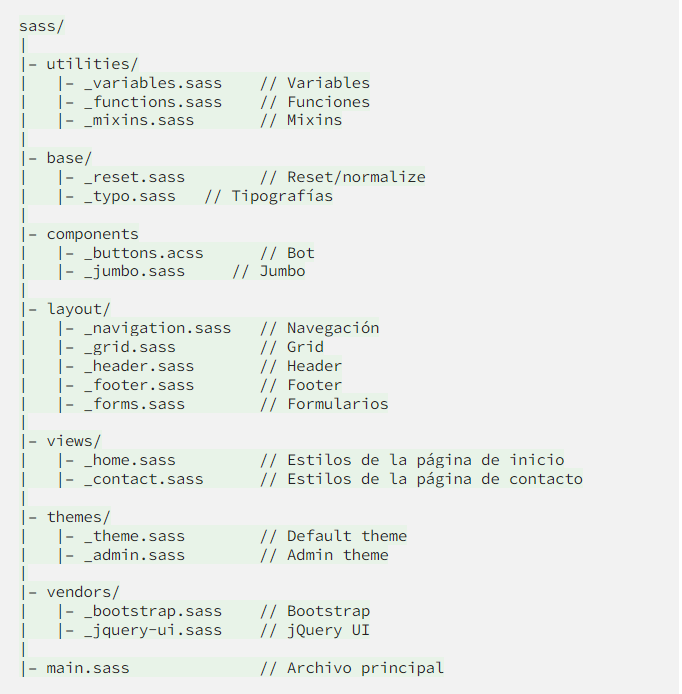 sass/
|
|- utilities/
|   |- _variables.sass    // Variables
|   |- _functions.sass    // Funciones
|   |- _mixins.sass       // Mixins
|
|- base/
|   |- _reset.sass        // Reset/normalize
|   |- _typo.sass   // Tipografías
|
|- components
|   |- _buttons.acss      // Bot
|   |- _jumbo.sass     // Jumbo
|
|- layout/
|   |- _navigation.sass   // Navegación
|   |- _grid.sass         // Grid
|   |- _header.sass       // Header
|   |- _footer.sass       // Footer
|   |- _forms.sass        // Formularios
|
|- views/
|   |- _home.sass         // Estilos de la página de inicio
|   |- _contact.sass      // Estilos de la página de contacto
|
|- themes/
|   |- _theme.sass        // Default theme
|   |- _admin.sass        // Admin theme
|
|- vendors/
|   |- _bootstrap.sass    // Bootstrap
|   |- _jquery-ui.sass    // jQuery UI
|
|- main.sass              // Archivo principal